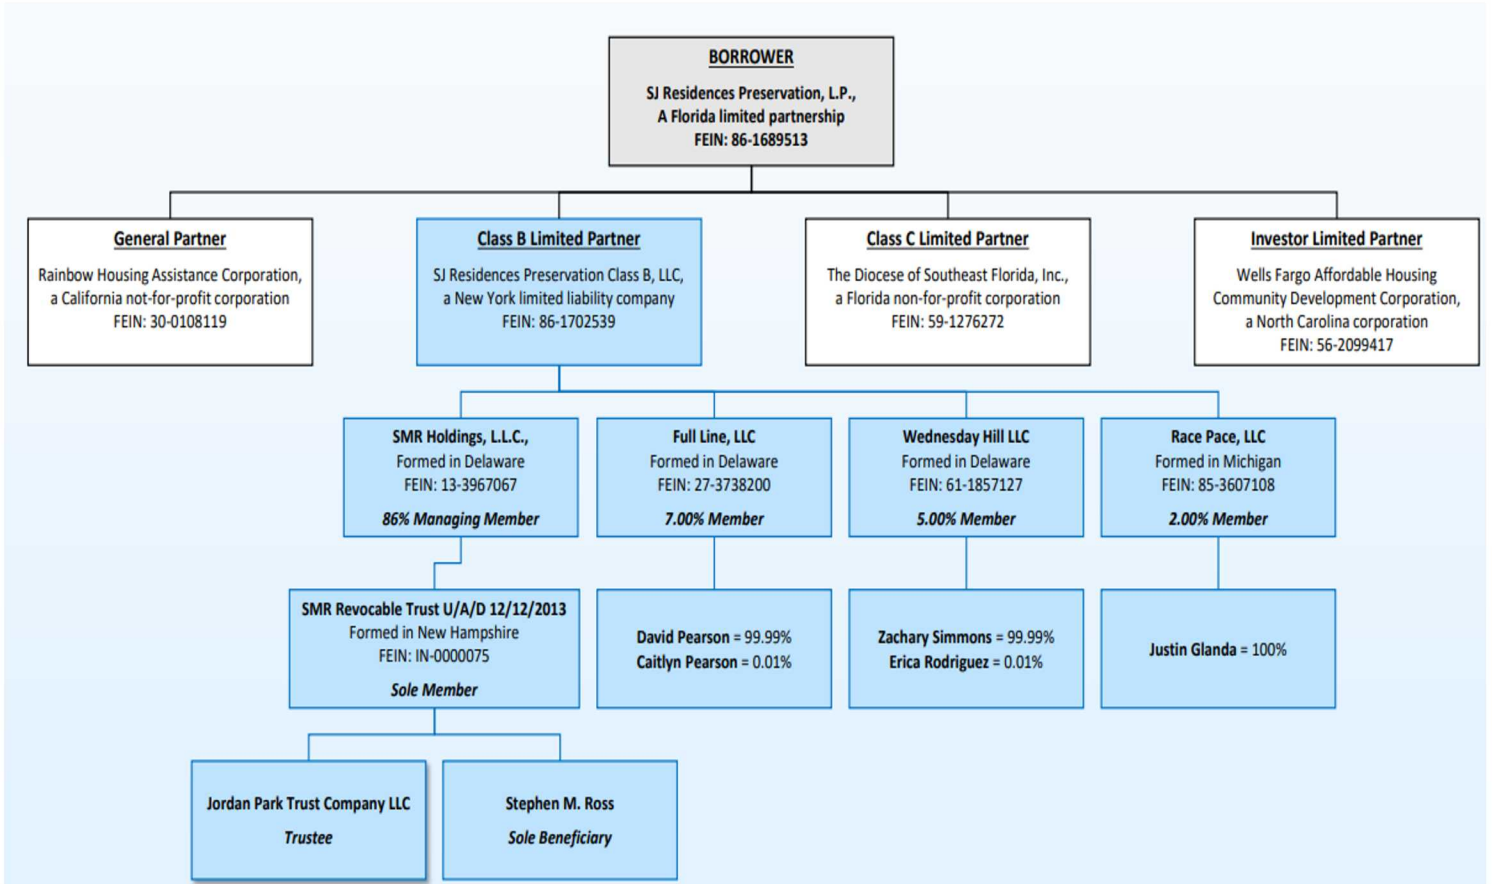 BORROWER
SJ Residences Preservation, L.P.,
A Florida limited partnership
FEIN: 86-1689513
General Partner
Rainbow Housing Assistance Corporation,
a California not-for-profit corporation
FEIN: 30-0108119
Class B Limited Partner
SJ Residences Preservation Class B, LLC,
a New York limited liability company
FEIN: 86-1702539
Class C Limited Partner
The Diocese of Southeast Florida, Inc.,
a Florida non-for-profit corporation
FEIN: 59-1276272
Investor Limited Partner
Wells Fargo Affordable Housing
Community Development Corporation,
a North Carolina corporation
FEIN: 56-2099417
SMR Holdings, L.L.C.,
Formed in Delaware
FEIN: 13-3967067
86% Managing Member
Full Line, LLC
Formed in Delaware
FEIN: 27-3738200
7.00% Member
Wednesday Hill LLC
Formed in Delaware
FEIN: 61-1857127
5.00% Member
Race Pace, LLC
Formed in Michigan
FEIN: 85-3607108
2.00% Member
SMR Revocable Trust U/A/D 12/12/2013
Formed in New Hampshire
FEIN: IN-0000075
Sole Member
David Pearson = 99.99%
Caitlyn Pearson = 0.01%
Zachary Simmons = 99.99%
Erica Rodriguez = 0.01%
Justin Glanda = 100%
Jordan Park Trust Company LLC
Trustee
Stephen M. Ross
Sole Beneficiary